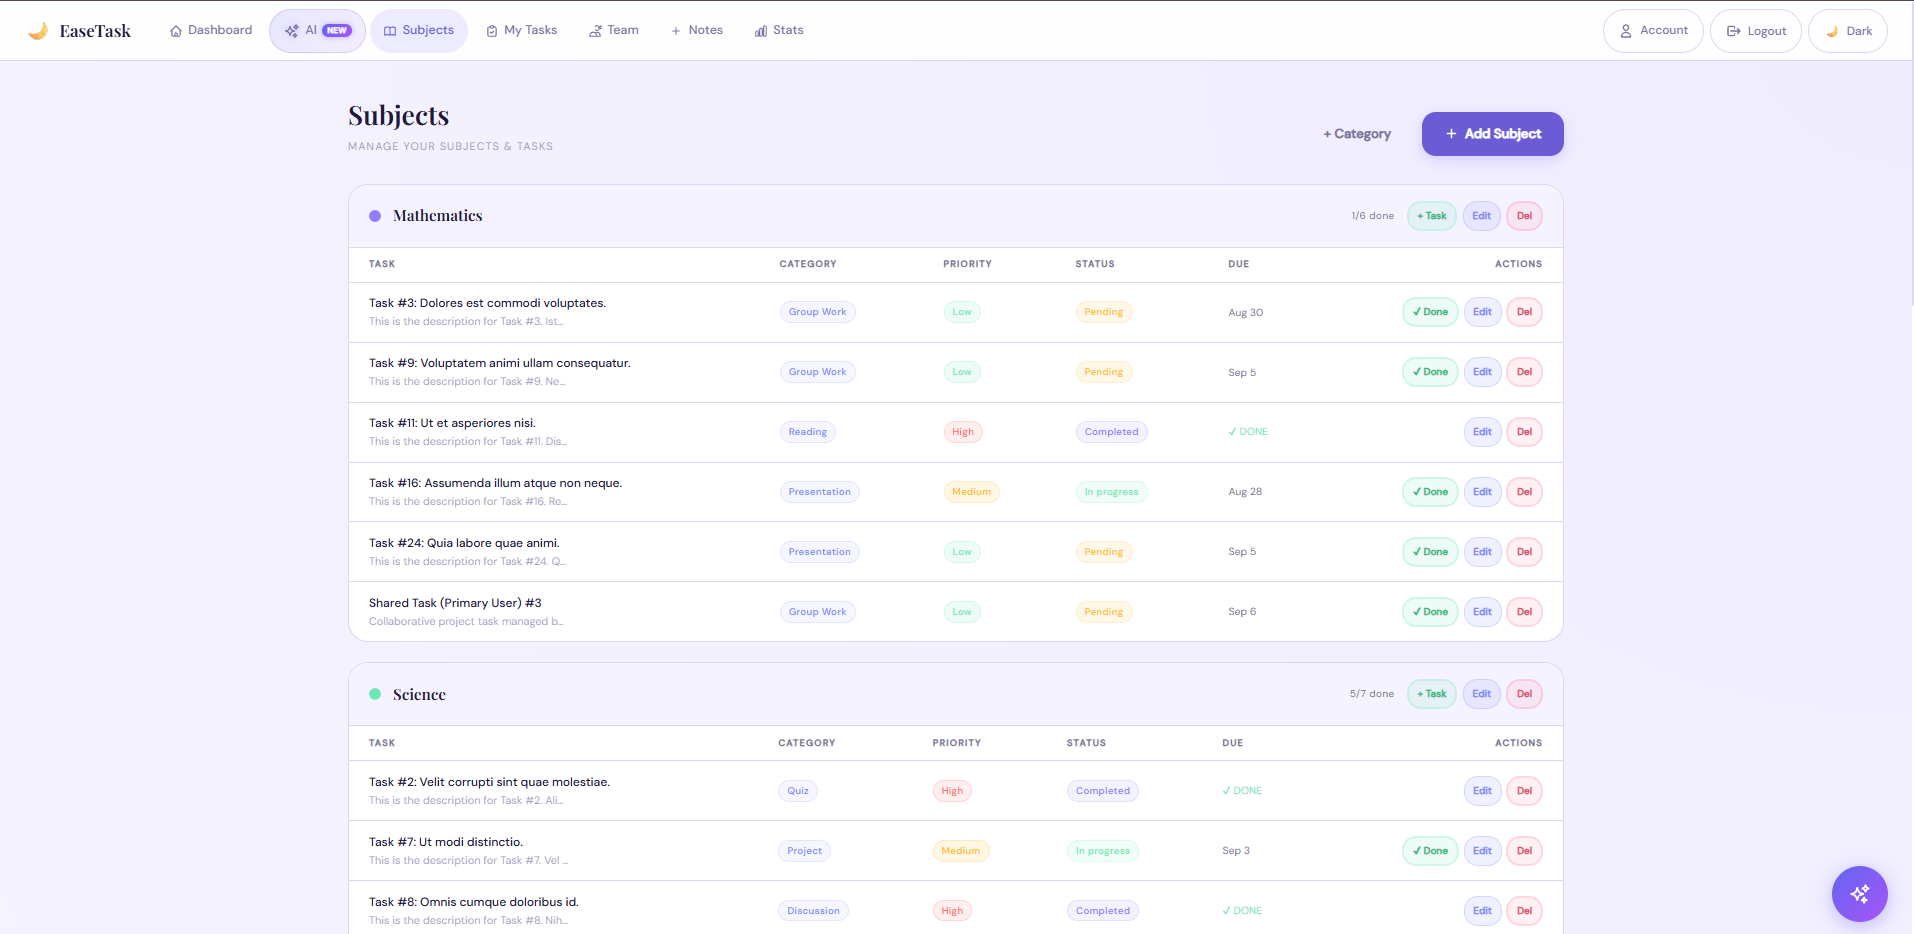 EaseTask
Dashboard
AI NEW
Subjects
My Tasks
Team
+ Notes
Stats
Account
Logout
Dark
Subjects
MANAGE YOUR SUBJECTS & TASKS
+ Category
+ Add Subject
Mathematics
1/6 done
+ Task
Edit
Del
TASK CATEGORY PRIORITY STATUS DUE ACTIONS
Task #3: Dolores est commodi voluptates.
This is the description for Task #3. Ist...
Group Work Low Pending Aug 30 ✓ Done Edit Del
Task #9: Voluptatem animi ullam consequatur.
This is the description for Task #9. Ne...
Group Work Low Pending Sep 5 ✓ Done Edit Del
Task #11: Ut et asperiores nisi.
This is the description for Task #11. Dis...
Reading High Completed ✓ DONE Edit Del
Task #16: Assumenda illum atque non neque.
This is the description for Task #16. Re...
Presentation Medium In progress Aug 28 ✓ Done Edit Del
Task #24: Quia labore quae animi.
This is the description for Task #24. Q...
Presentation Low Pending Sep 5 ✓ Done Edit Del
Shared Task (Primary User) #3
Collaborative project task managed b...
Group Work Low Pending Sep 6 ✓ Done Edit Del
Science
5/7 done
+ Task
Edit
Del
TASK CATEGORY PRIORITY STATUS DUE ACTIONS
Task #2: Velit corrupti sint quae molestiae.
This is the description for Task #2. Ali...
Quiz High Completed ✓ DONE Edit Del
Task #7: Ut modi distinctio.
This is the description for Task #7. Vel ...
Project Medium In progress Sep 3 ✓ Done Edit Del
Task #8: Omnis cumque doloribus id.
This is the description for Task #8. Nih...
Discussion High Completed ✓ DONE Edit Del